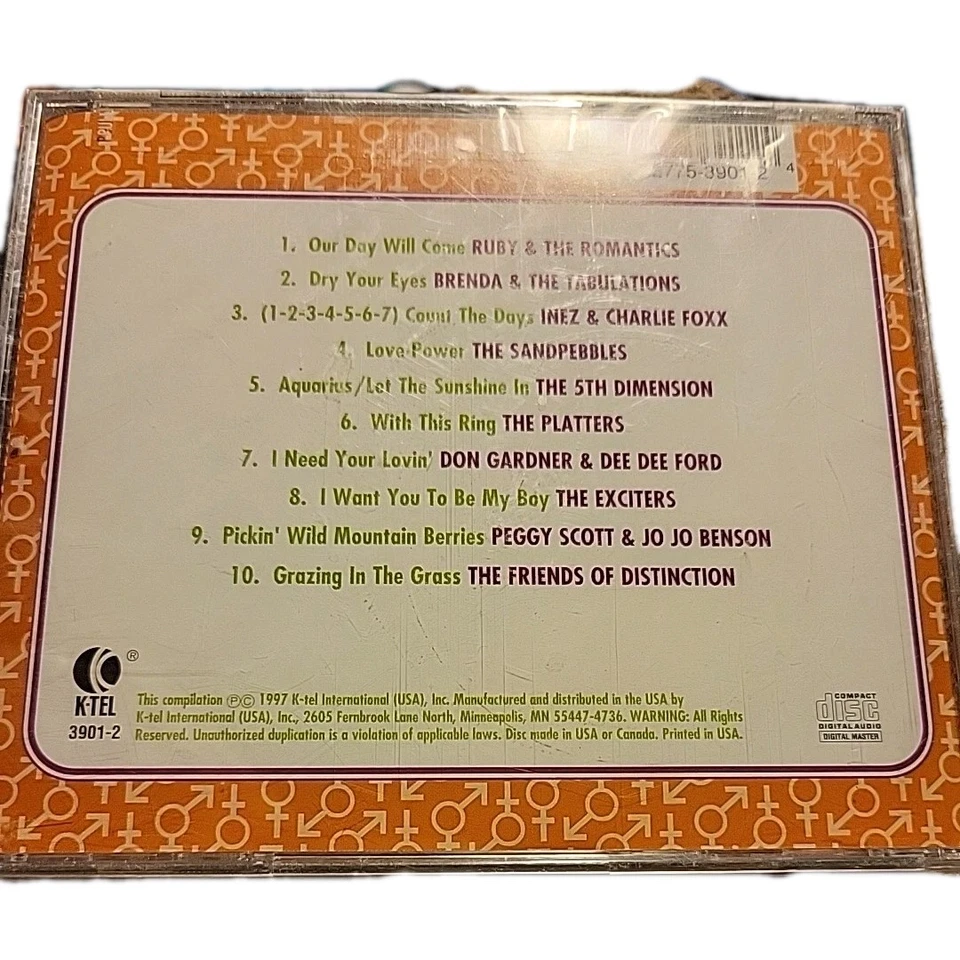 775-3901-2 4
1. Our Day Will Come RUBY & THE ROMANTICS
2. Dry Your Eyes BRENDA & THE TABULATIONS
3. (1-2-3-4-5-6-7) Count The Days INEZ & CHARLIE FOXX
4. Love Power THE SANDPEBBLES
5. Aquarius/Let The Sunshine In THE 5TH DIMENSION
6. With This Ring THE PLATTERS
7. I Need Your Lovin' DON GARDNER & DEE DEE FORD
8. I Want You To Be My Boy THE EXCITERS
9. Pickin' Wild Mountain Berries PEGGY SCOTT & JO JO BENSON
10. Grazing In The Grass THE FRIENDS OF DISTINCTION
®
K-TEL
3901-2
This compilation ℗© 1997 K-tel International (USA), Inc. Manufactured and distributed in the USA by
K-tel International (USA), Inc., 2605 Fernbrook Lane North, Minneapolis, MN 55447-4736. WARNING: All Rights
Reserved. Unauthorized duplication is a violation of applicable laws. Disc made in USA or Canada. Printed in USA.
COMPACT
disc
DIGITAL AUDIO
DIGITAL MASTER